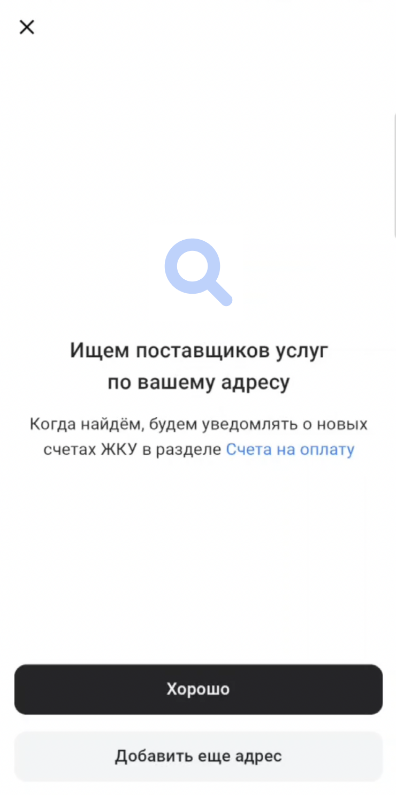 Ищем поставщиков услуг
по вашему адресу
Когда найдём, будем уведомлять о новых
счетах ЖКУ в разделе Счета на оплату
Хорошо
Добавить еще адрес